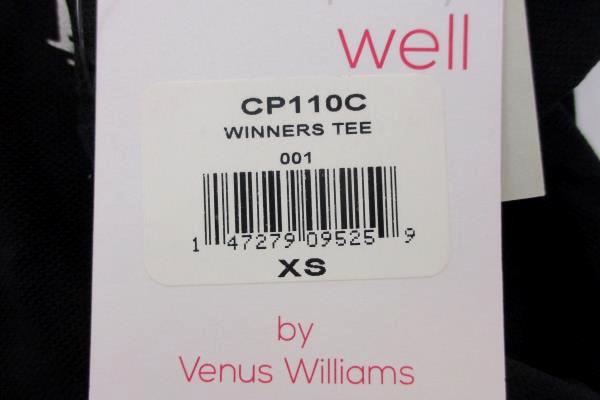 well
CP110C
WINNERS TEE
001
1 47279 09525 9
XS
by
Venus Williams